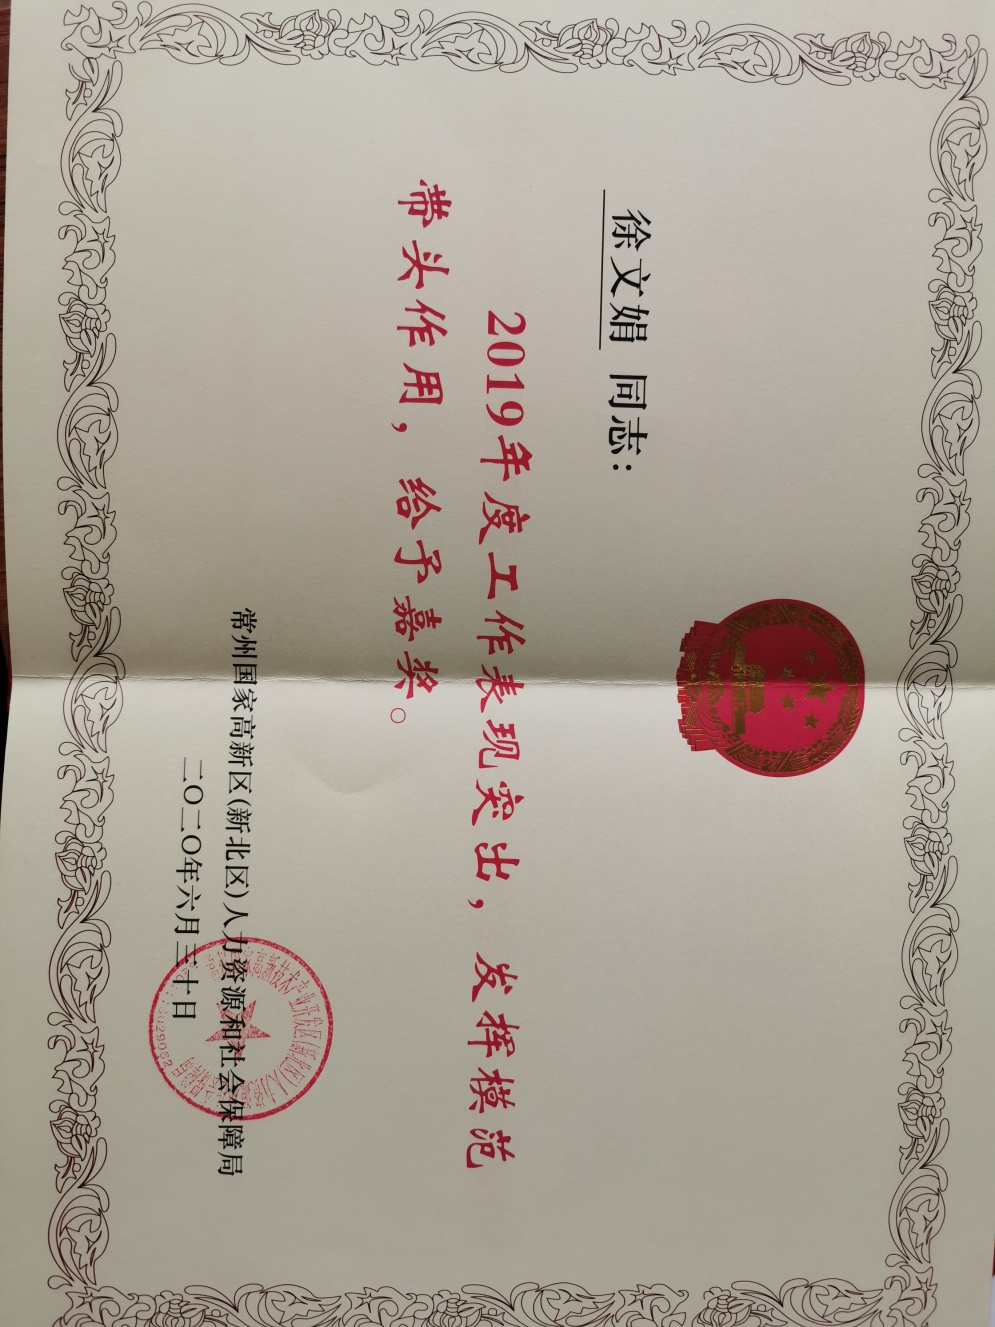 徐文娟 同志：
2019年度工作表现突出，发挥模范
带头作用，给予嘉奖。
常州国家高新区(新北区)人力资源和社会保障局
二〇二〇年六月三十日